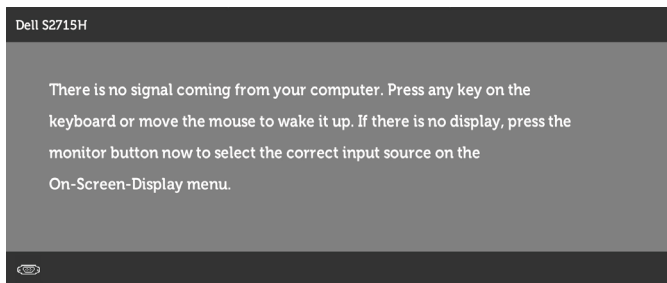 Dell S2715H
There is no signal coming from your computer. Press any key on the
keyboard or move the mouse to wake it up. If there is no display, press the
monitor button now to select the correct input source on the
On-Screen-Display menu.